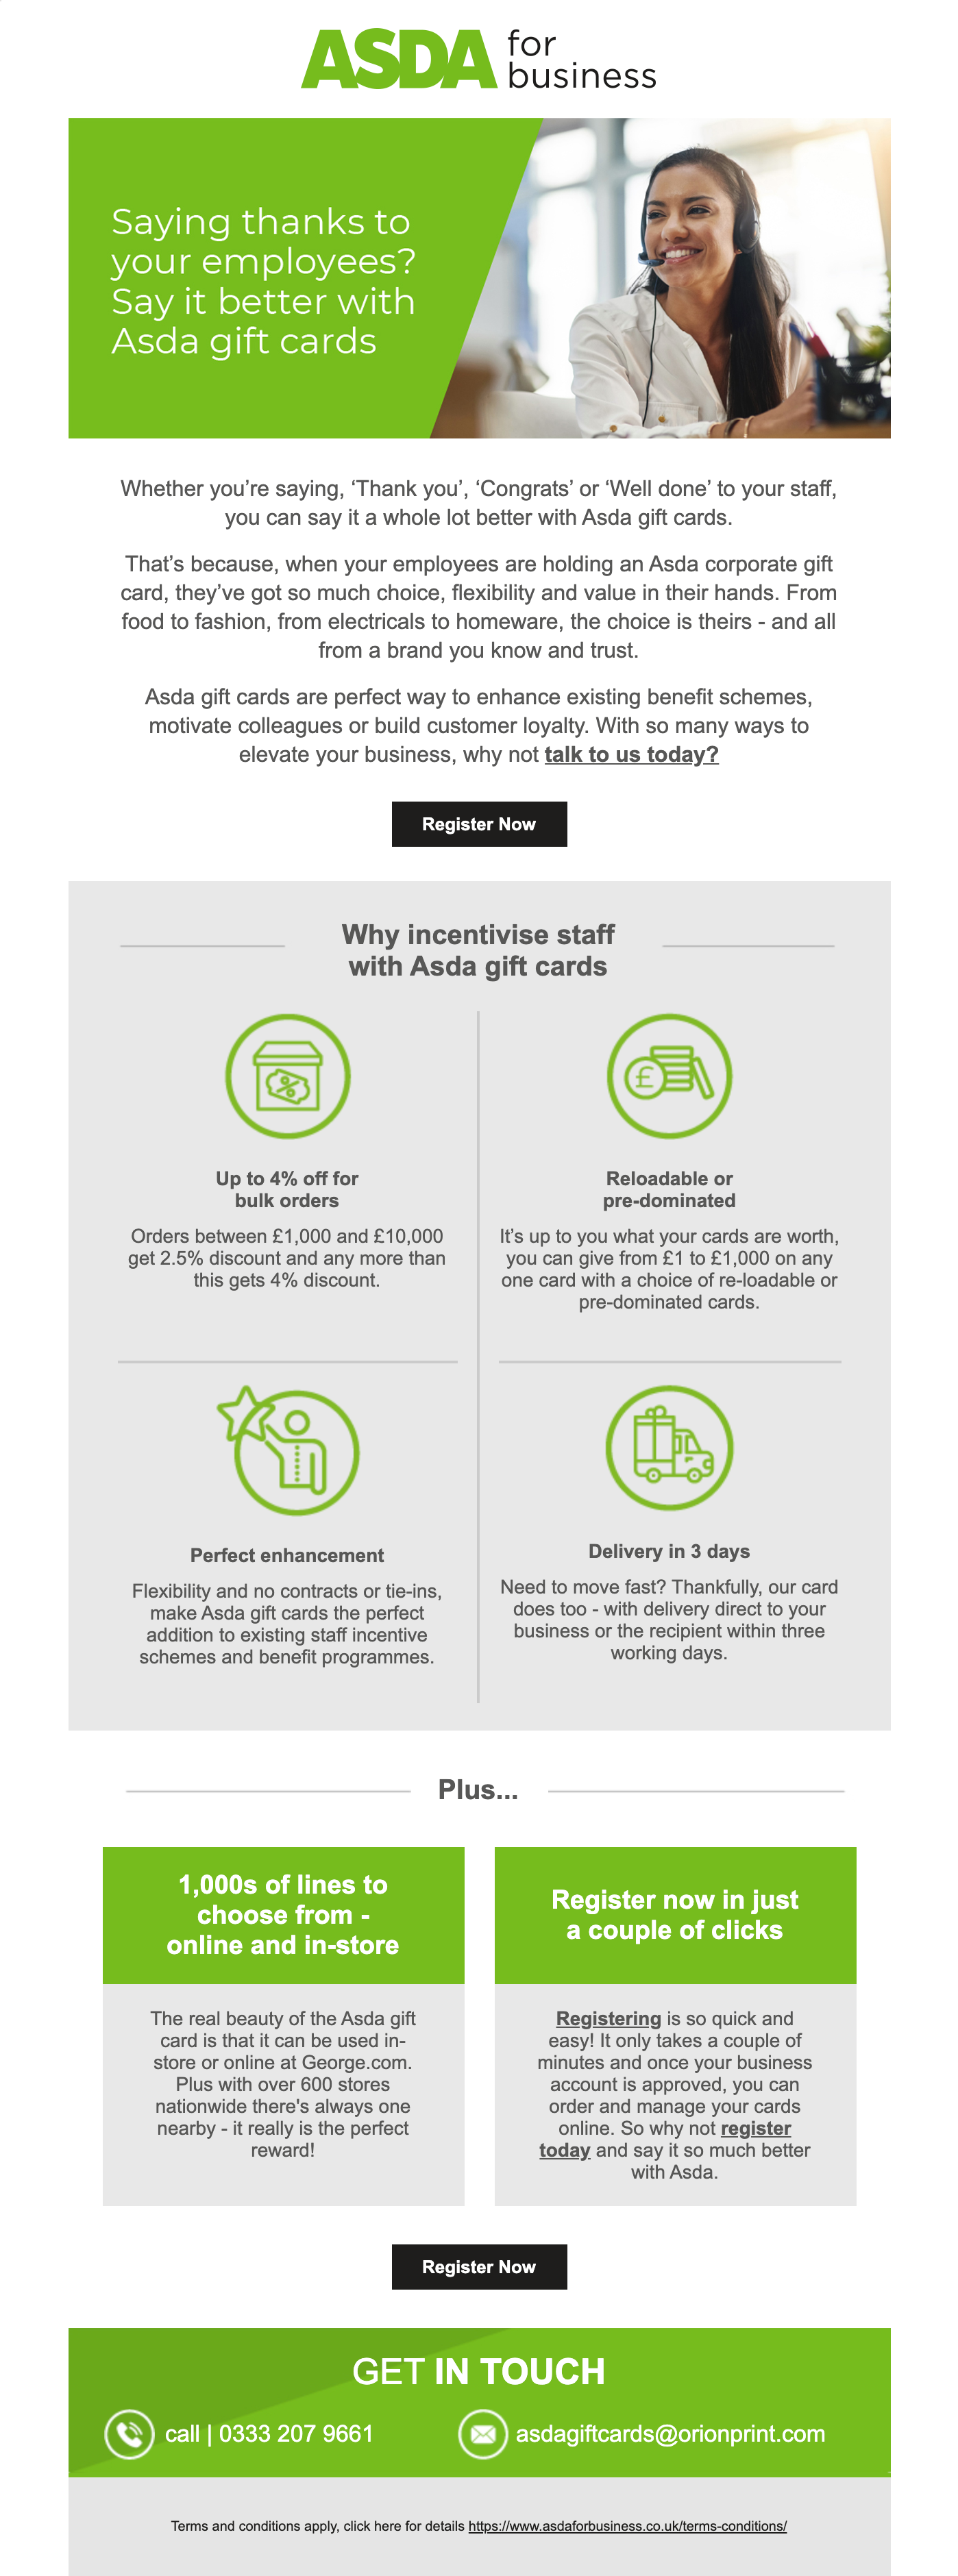 ASDA for
business
Saying thanks to
your employees?
Say it better with
Asda gift cards
Whether you’re saying, ‘Thank you’, ‘Congrats’ or ‘Well done’ to your staff,
you can say it a whole lot better with Asda gift cards.
That’s because, when your employees are holding an Asda corporate gift
card, they’ve got so much choice, flexibility and value in their hands. From
food to fashion, from electricals to homeware, the choice is theirs - and all
from a brand you know and trust.
Asda gift cards are perfect way to enhance existing benefit schemes,
motivate colleagues or build customer loyalty. With so many ways to
elevate your business, why not talk to us today?
Register Now
Why incentivise staff
with Asda gift cards
%
Up to 4% off for
bulk orders
Orders between £1,000 and £10,000
get 2.5% discount and any more than
this gets 4% discount.
£
Reloadable or
pre-dominated
It’s up to you what your cards are worth,
you can give from £1 to £1,000 on any
one card with a choice of re-loadable or
pre-dominated cards.
Perfect enhancement
Flexibility and no contracts or tie-ins,
make Asda gift cards the perfect
addition to existing staff incentive
schemes and benefit programmes.
Delivery in 3 days
Need to move fast? Thankfully, our card
does too - with delivery direct to your
business or the recipient within three
working days.
Plus...
1,000s of lines to
choose from -
online and in-store
The real beauty of the Asda gift
card is that it can be used in-
store or online at George.com.
Plus with over 600 stores
nationwide there's always one
nearby - it really is the perfect
reward!
Register now in just
a couple of clicks
Registering is so quick and
easy! It only takes a couple of
minutes and once your business
account is approved, you can
order and manage your cards
online. So why not register
today and say it so much better
with Asda.
Register Now
GET IN TOUCH
call | 0333 207 9661
asdagiftcards@orionprint.com
Terms and conditions apply, click here for details https://www.asdaforbusiness.co.uk/terms-conditions/